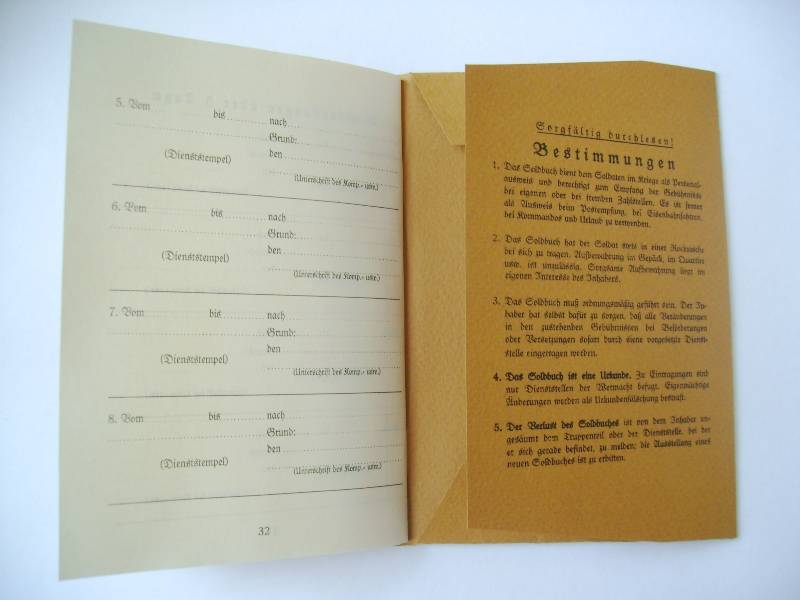 5. Vom
bis
nach
Grund:
(Dienststempel)
den
(Unterschrift des Komp.- usw.)
6. Vom
bis
nach
Grund:
(Dienststempel)
den
(Unterschrift des Komp.- usw.)
7. Vom
bis
nach
Grund:
(Dienststempel)
den
(Unterschrift des Komp.- usw.)
8. Vom
bis
nach
Grund:
(Dienststempel)
den
(Unterschrift des Komp.- usw.)
32
Sorgfältig durchlesen!
Bestimmungen
1. Das Soldbuch dient dem Soldaten im Kriege als Personal-
ausweis und berechtigt zum Empfang der Gebührnisse
bei eigenen oder bei fremden Zahlstellen. Es ist ferner
als Ausweis beim Postempfang, bei Eisenbahnfahrten,
bei Kommandos und Urlaub zu verwenden.
2. Das Soldbuch hat der Soldat stets in einer Rocktasche
bei sich zu tragen. Aufbewahrung im Gepäck, im Quartier
usw. ist unzulässig. Sorgsame Aufbewahrung liegt im
eigenen Interesse des Inhabers.
3. Das Soldbuch muß ordnungsmäßig geführt sein. Der In-
haber hat selbst dafür zu sorgen, daß alle Veränderungen
in den zustehenden Gebührnissen bei Beförderungen
oder Versetzungen sofort durch seine vorgesetzte Dienst-
stelle eingetragen werden.
4. Das Soldbuch ist eine Urkunde. Zu Eintragungen sind
nur Dienststellen der Wermacht befugt. Eigenmächtige
Änderungen werden als Urkundenfälschung bestraft.
5. Der Verlust des Soldbuches ist von dem Inhaber un-
gesäumt dem Truppenteil oder der Dienststelle, bei der
er sich gerade befindet, zu melden; die Ausstellung eines
neuen Soldbuches ist zu erbitten.